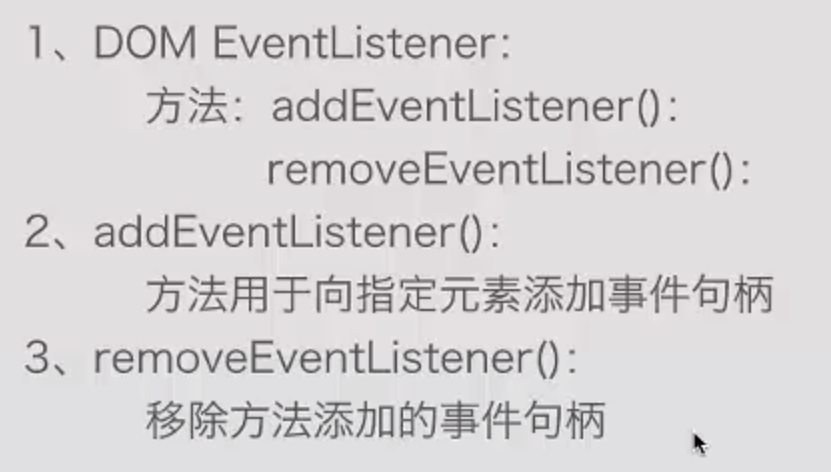 1、DOM EventListener：
方法：addEventListener()：
removeEventListener()：
2、addEventListener()：
方法用于向指定元素添加事件句柄
3、removeEventListener()：
移除方法添加的事件句柄